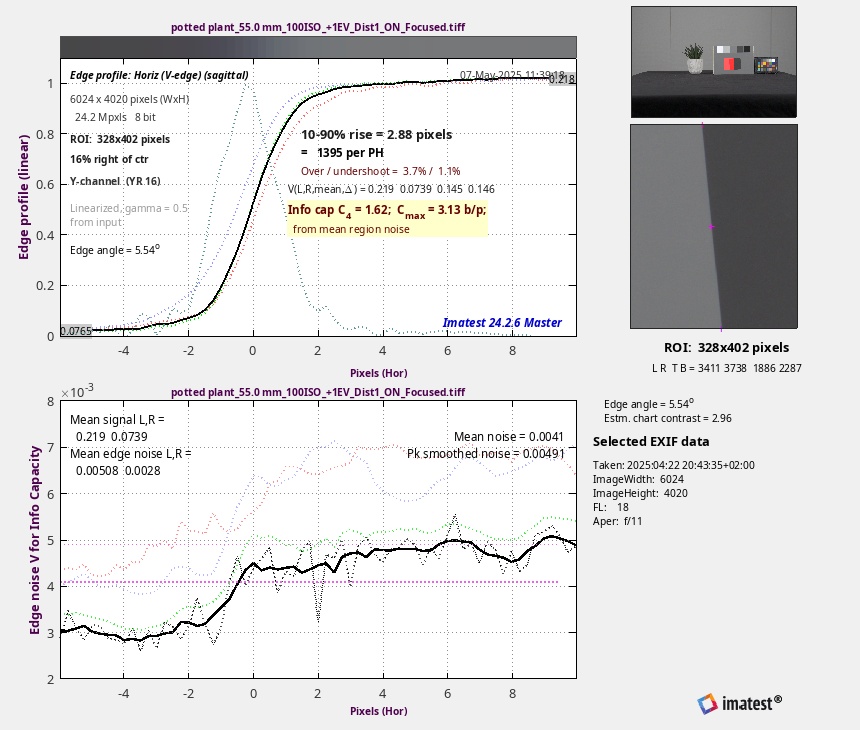 potted plant_55.0 mm_100ISO_+1EV_Dist1_ON_Focused.tiff
Edge profile: Horiz (V-edge) (sagittal)
07-May-2025 11:39:18
0.218
6024 x 4020 pixels (WxH)
24.2 Mpxls 8 bit
ROI: 328x402 pixels
16% right of ctr
Y-channel (YR 16)
Linearized, gamma = 0.5
from input
Edge angle = 5.54o
10-90% rise = 2.88 pixels
= 1395 per PH
Over / undershoot = 3.7% / 1.1%
V(L,R,mean,Δ) = 0.219 0.0739 0.145 0.146
Info cap C4 = 1.62; Cmax = 3.13 b/p;
from mean region noise
0.0765
Imatest 24.2.6 Master
Edge profile (linear)
1
0.8
0.6
0.4
0.2
0
-4 -2 0 2 4 6 8
Pixels (Hor)
potted plant_55.0 mm_100ISO_+1EV_Dist1_ON_Focused.tiff
×10-3
Mean signal L,R =
0.219 0.0739
Mean edge noise L,R =
0.00508 0.0028
Mean noise = 0.0041
Pk smoothed noise = 0.00491
Edge noise V for Info Capacity
8
7
6
5
4
3
2
-4 -2 0 2 4 6 8
Pixels (Hor)
ROI: 328x402 pixels
L R T B = 3411 3738 1886 2287
Edge angle = 5.54o
Estm. chart contrast = 2.96
Selected EXIF data
Taken: 2025:04:22 20:43:35+02:00
ImageWidth: 6024
ImageHeight: 4020
FL: 18
Aper: f/11
imatest®